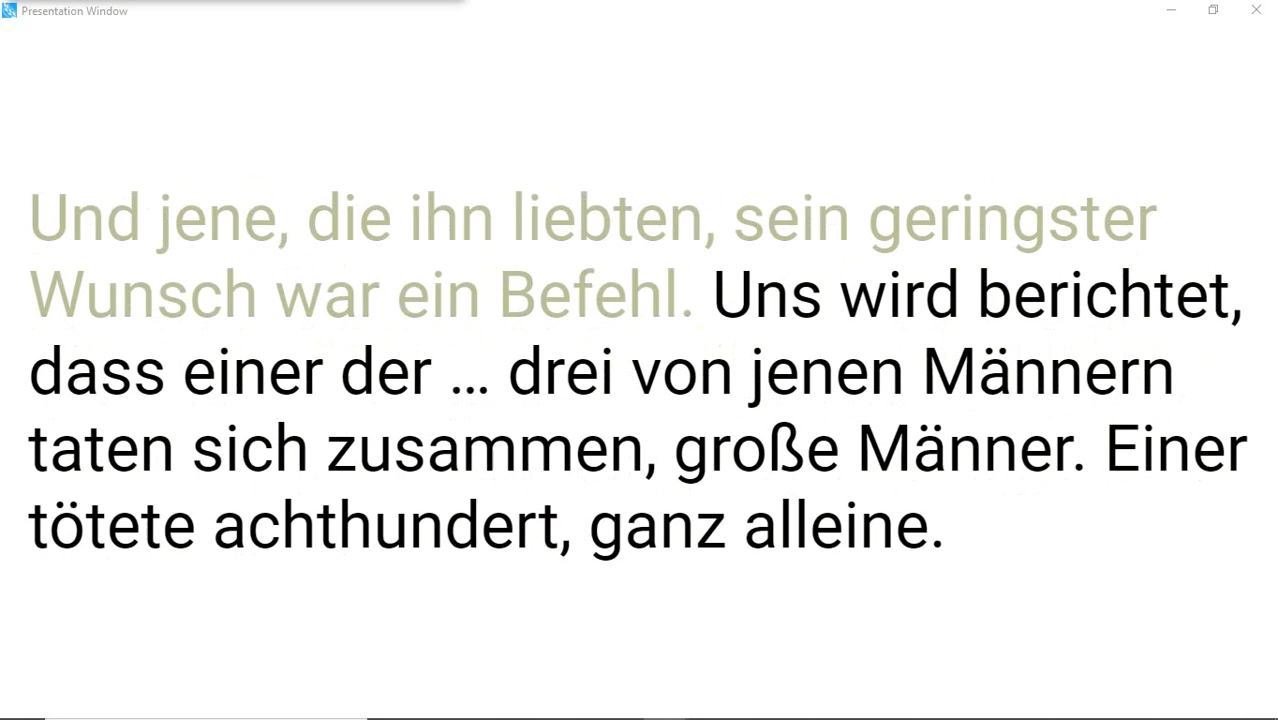 Presentation Window
Und jene, die ihn liebten, sein geringster
Wunsch war ein Befehl. Uns wird berichtet,
dass einer der ... drei von jenen Männern
taten sich zusammen, große Männer. Einer
tötete achthundert, ganz alleine.